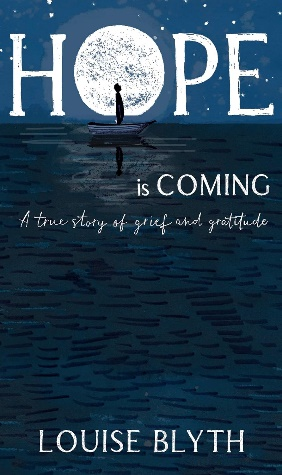 HOPE
is COMING
A true story of grief and gratitude
LOUISE BLYTH